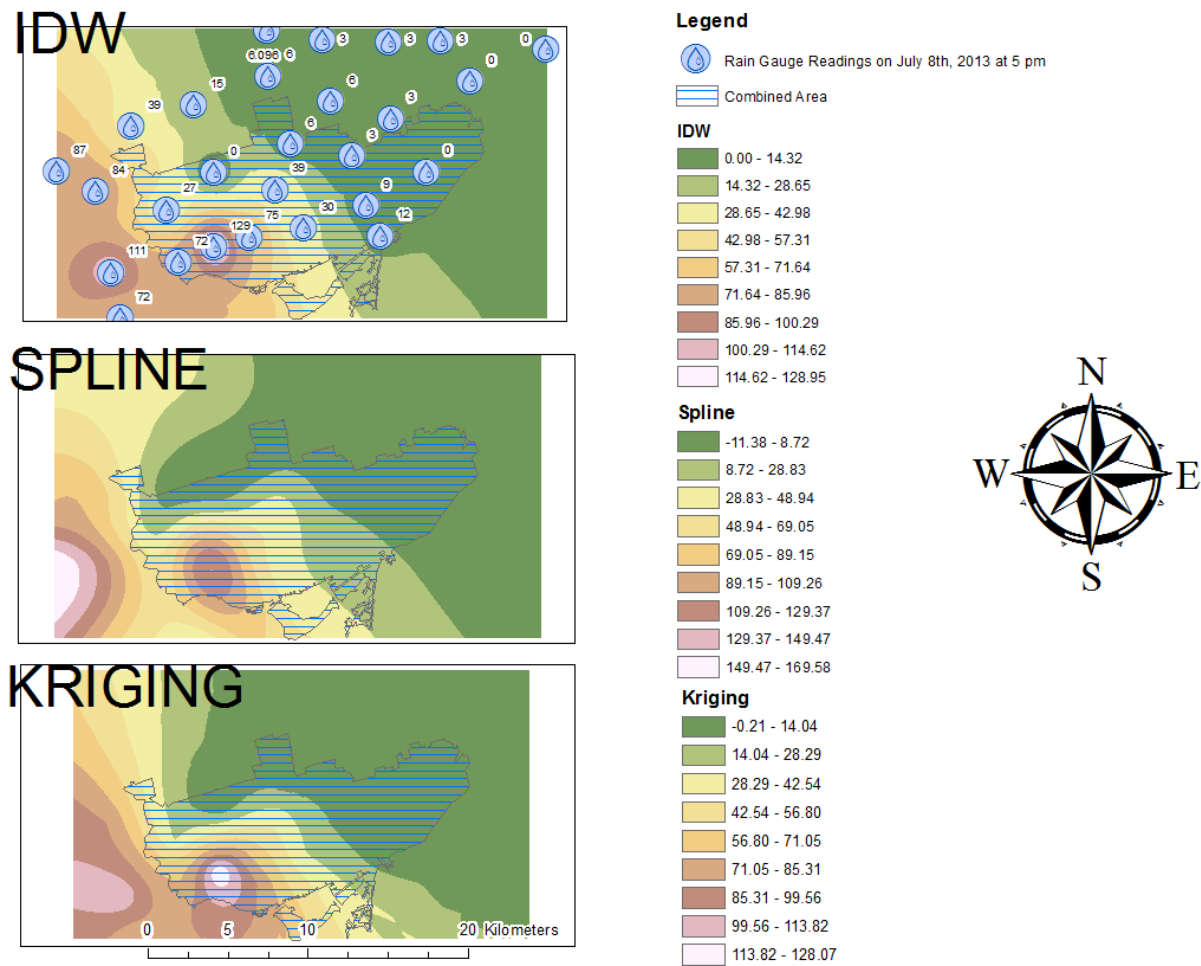 IDW
3
3
3
0
6.096
6
0
15
6
39
3
6
3
87
0
0
84
39
27
9
75
30
12
129
72
111
72
SPLINE
KRIGING
0 5 10 20 Kilometers
Legend
Rain Gauge Readings on July 8th, 2013 at 5 pm
Combined Area
IDW
0.00 - 14.32
14.32 - 28.65
28.65 - 42.98
42.98 - 57.31
57.31 - 71.64
71.64 - 85.96
85.96 - 100.29
100.29 - 114.62
114.62 - 128.95
Spline
-11.38 - 8.72
8.72 - 28.83
28.83 - 48.94
48.94 - 69.05
69.05 - 89.15
89.15 - 109.26
109.26 - 129.37
129.37 - 149.47
149.47 - 169.58
Kriging
-0.21 - 14.04
14.04 - 28.29
28.29 - 42.54
42.54 - 56.80
56.80 - 71.05
71.05 - 85.31
85.31 - 99.56
99.56 - 113.82
113.82 - 128.07
N
W E
S